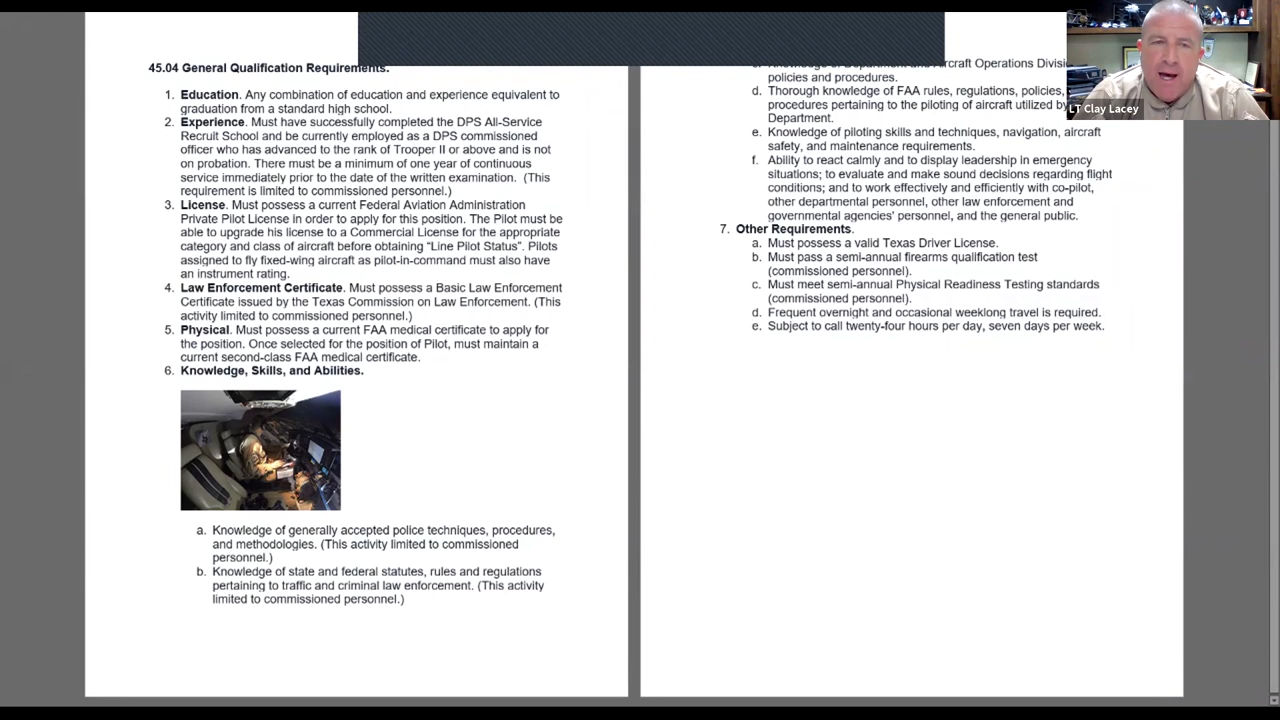 45.04 General Qualification Requirements.
1. Education. Any combination of education and experience equivalent to
graduation from a standard high school.
2. Experience. Must have successfully completed the DPS All-Service
Recruit School and be currently employed as a DPS commissioned
officer who has advanced to the rank of Trooper II or above and is not
on probation. There must be a minimum of one year of continuous
service immediately prior to the date of the written examination. (This
requirement is limited to commissioned personnel.)
3. License. Must possess a current Federal Aviation Administration
Private Pilot License in order to apply for this position. The Pilot must be
able to upgrade his license to a Commercial License for the appropriate
category and class of aircraft before obtaining “Line Pilot Status”. Pilots
assigned to fly fixed-wing aircraft as pilot-in-command must also have
an instrument rating.
4. Law Enforcement Certificate. Must possess a Basic Law Enforcement
Certificate issued by the Texas Commission on Law Enforcement. (This
activity limited to commissioned personnel.)
5. Physical. Must possess a current FAA medical certificate to apply for
the position. Once selected for the position of Pilot, must maintain a
current second-class FAA medical certificate.
6. Knowledge, Skills, and Abilities.
a. Knowledge of generally accepted police techniques, procedures,
and methodologies. (This activity limited to commissioned
personnel.)
b. Knowledge of state and federal statutes, rules and regulations
pertaining to traffic and criminal law enforcement. (This activity
limited to commissioned personnel.)
Knowledge of Department and Aircraft Operations
policies and procedures.
d. Thorough knowledge of FAA rules, regulations, policies,
procedures pertaining to the piloting of aircraft utilized by
Department.
e. Knowledge of piloting skills and techniques, navigation, aircraft
safety, and maintenance requirements.
f. Ability to react calmly and to display leadership in emergency
situations; to evaluate and make sound decisions regarding flight
conditions; and to work effectively and efficiently with co-pilot,
other departmental personnel, other law enforcement and
governmental agencies' personnel, and the general public.
7. Other Requirements.
a. Must possess a valid Texas Driver License.
b. Must pass a semi-annual firearms qualification test
(commissioned personnel).
c. Must meet semi-annual Physical Readiness Testing standards
(commissioned personnel).
d. Frequent overnight and occasional weeklong travel is required.
e. Subject to call twenty-four hours per day, seven days per week.
LT Clay Lacey